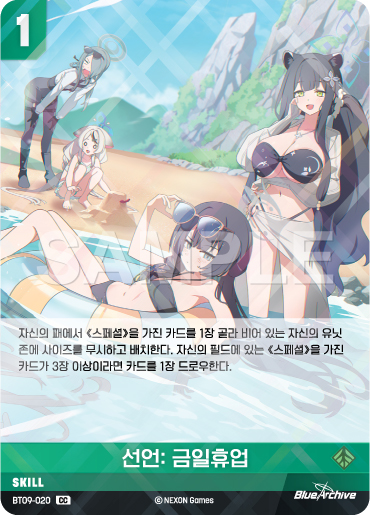 1
SAMPLE
자신의 패에서 《스페셜》을 가진 카드를 1장 골라 비어 있는 자신의 유닛
존에 사이즈를 무시하고 배치한다. 자신의 필드에 있는 《스페셜》을 가진
카드가 3장 이상이라면 카드를 1장 드로우한다.
선언: 금일휴업
SKILL
BT09-020 CC
© NEXON Games
BlueArchive